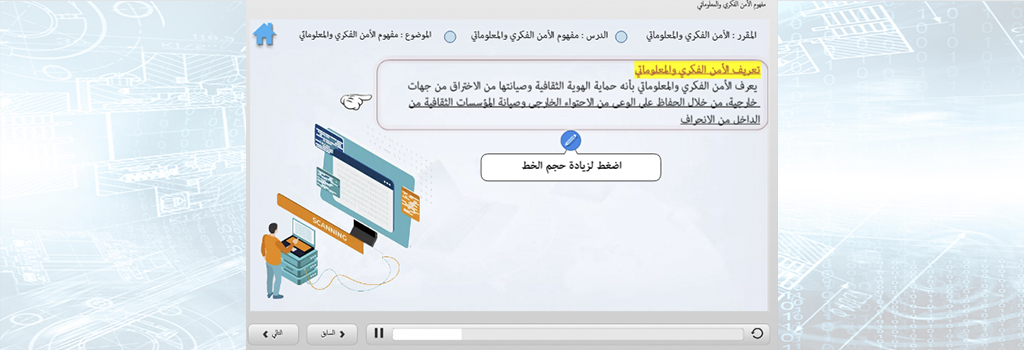 مفهوم الأمن الفكري والمعلوماتي
المقرر : الأمن الفكري والمعلوماتي
الدرس : مفهوم الأمن الفكري والمعلوماتي
الموضوع : مفهوم الأمن الفكري والمعلوماتي
تعريف الأمن الفكري والمعلوماتي
يعرف الأمن الفكري والمعلوماتي بأنه حماية الهوية الثقافية وصيانتها من الاختراق من جهات
خارجية، من خلال الحفاظ على الوعي من الاحتواء الخارجي وصيانة المؤسسات الثقافية من
الداخل من الانحراف
اضغط لزيادة حجم الخط
SCANNING
السابق
التالي